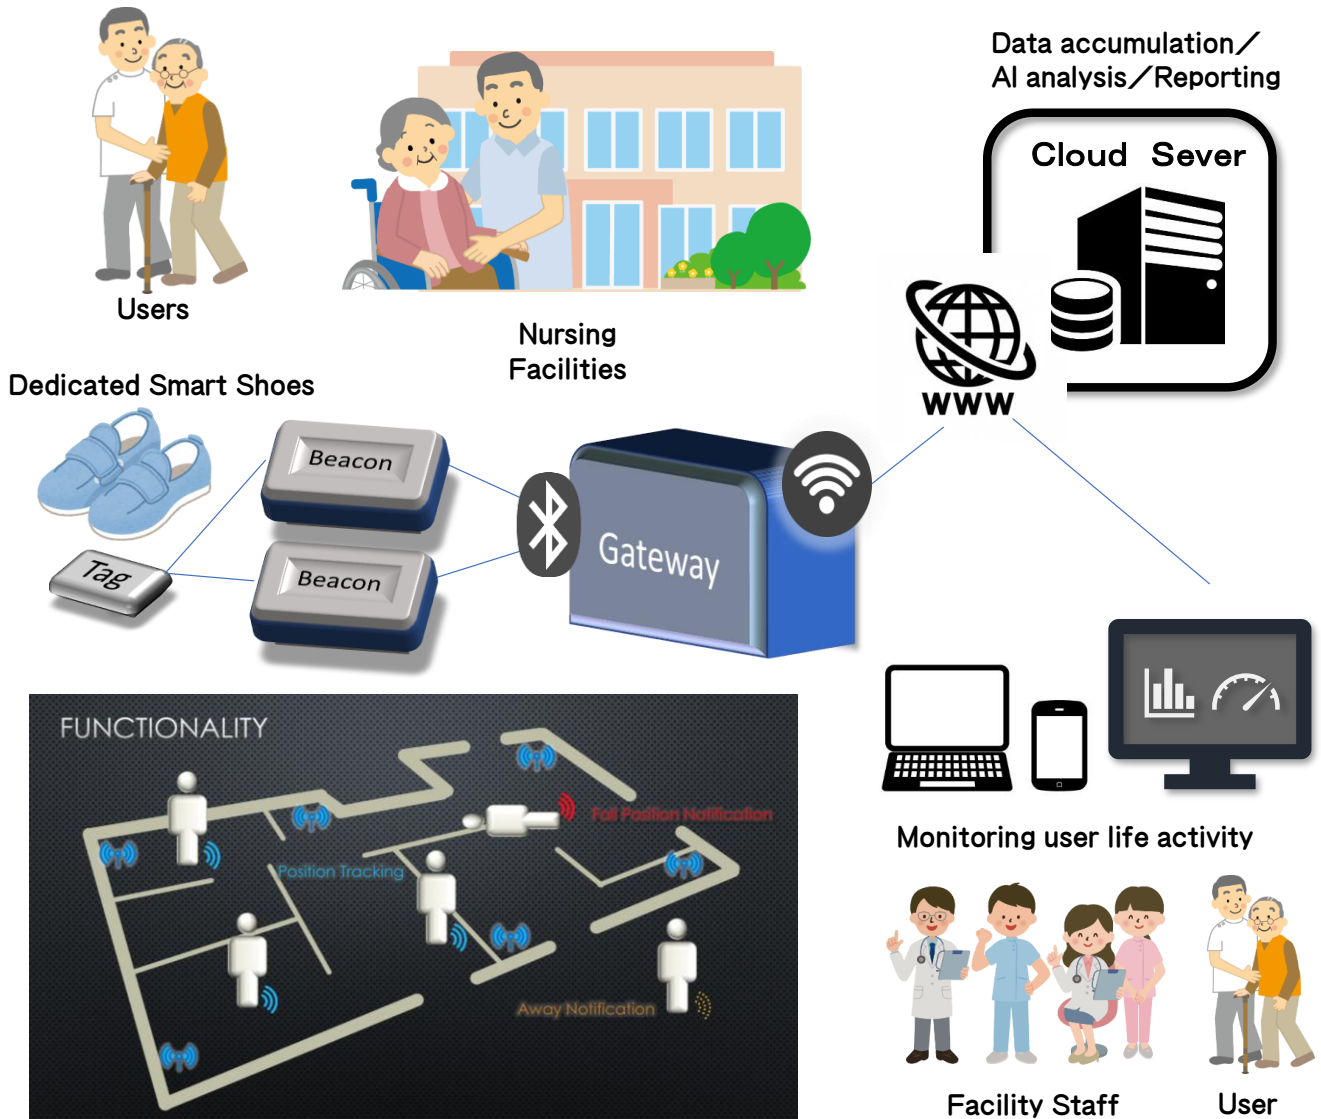 Data accumulation／
AI analysis／Reporting
Cloud Sever
Users
Nursing
Facilities
WWW
Dedicated Smart Shoes
Beacon
Beacon
Tag
Gateway
FUNCTIONALITY
Fall Position Notification
Position Tracking
Away Notification
Monitoring user life activity
Facility Staff
User